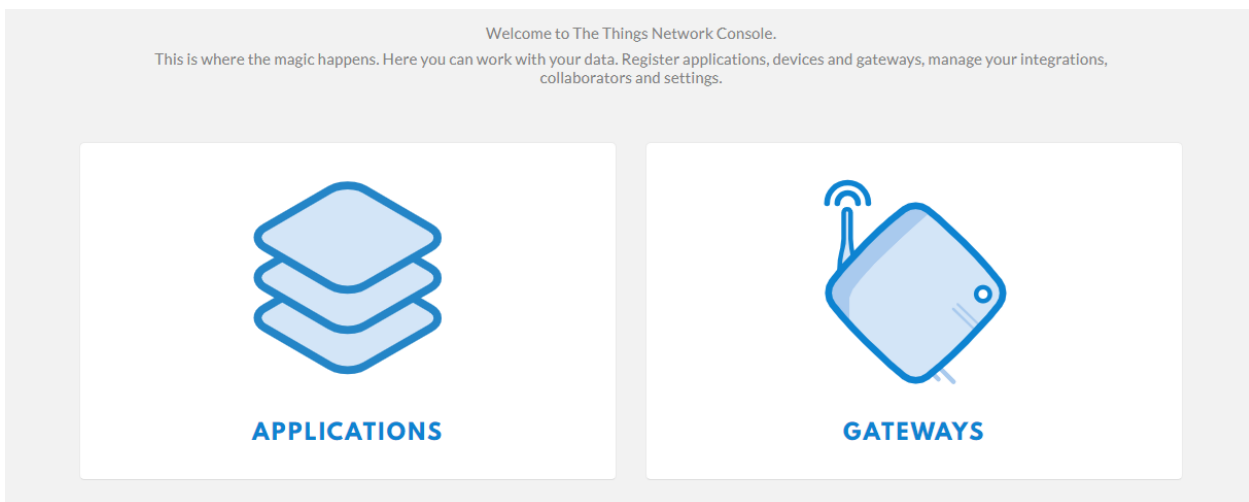 Welcome to The Things Network Console.
This is where the magic happens. Here you can work with your data. Register applications, devices and gateways, manage your integrations,
collaborators and settings.
APPLICATIONS
GATEWAYS